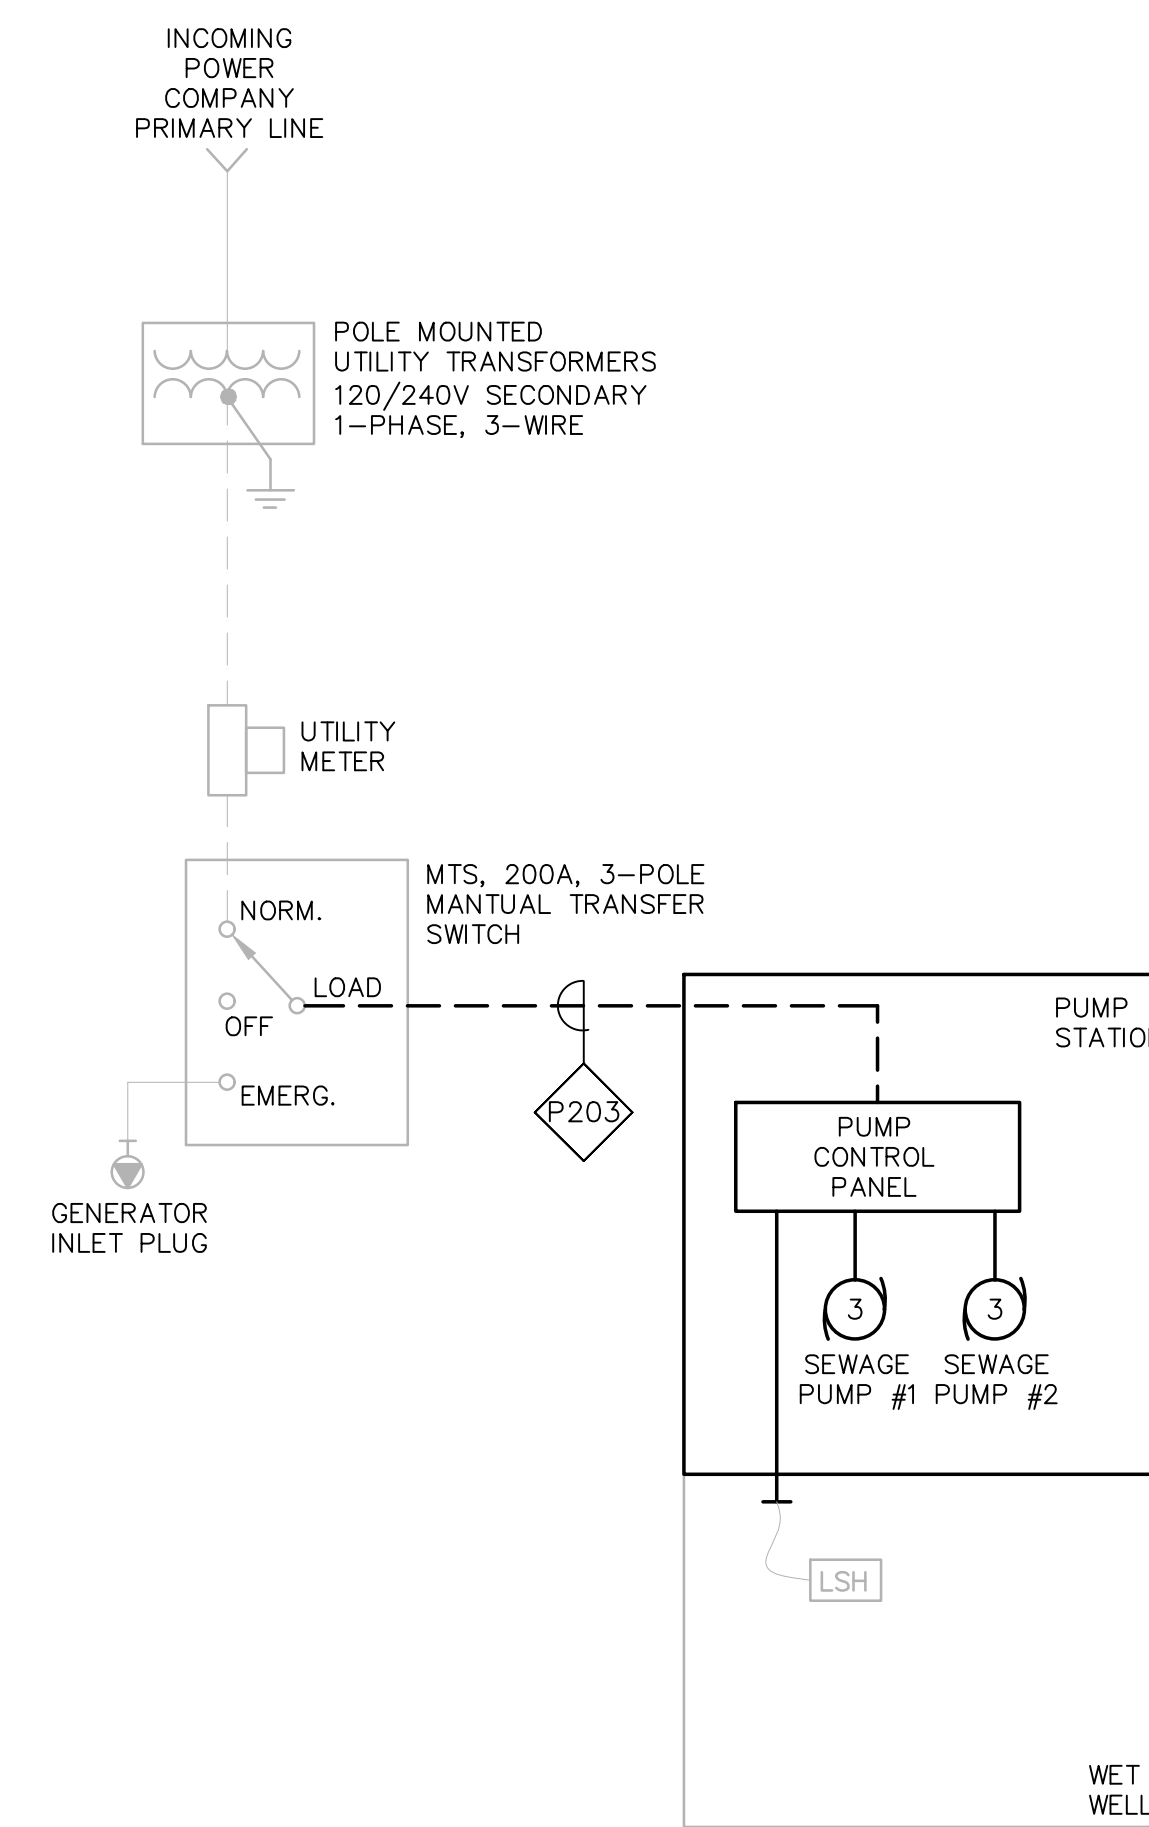 INCOMING
POWER
COMPANY
PRIMARY LINE
POLE MOUNTED
UTILITY TRANSFORMERS
120/240V SECONDARY
1-PHASE, 3-WIRE
UTILITY
METER
MTS, 200A, 3-POLE
MANTUAL TRANSFER
SWITCH
NORM.
LOAD
OFF
EMERG.
GENERATOR
INLET PLUG
P203
PUMP
STATIO
PUMP
CONTROL
PANEL
3
3
SEWAGE
PUMP #1
SEWAGE
PUMP #2
LSH
WET
WELL